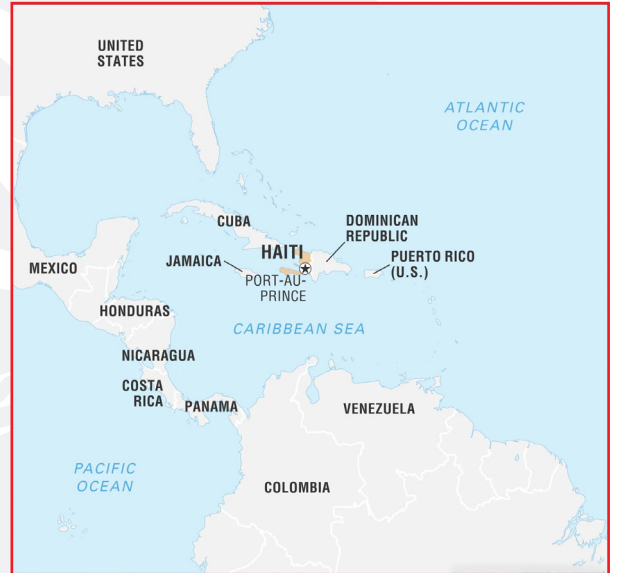 UNITED
STATES
ATLANTIC
OCEAN
CUBA
DOMINICAN
REPUBLIC
HAITI
JAMAICA
PUERTO RICO
(U.S.)
MEXICO
PORT-AU-
PRINCE
HONDURAS
CARIBBEAN SEA
NICARAGUA
COSTA
RICA
PANAMA
VENEZUELA
PACIFIC
OCEAN
COLOMBIA